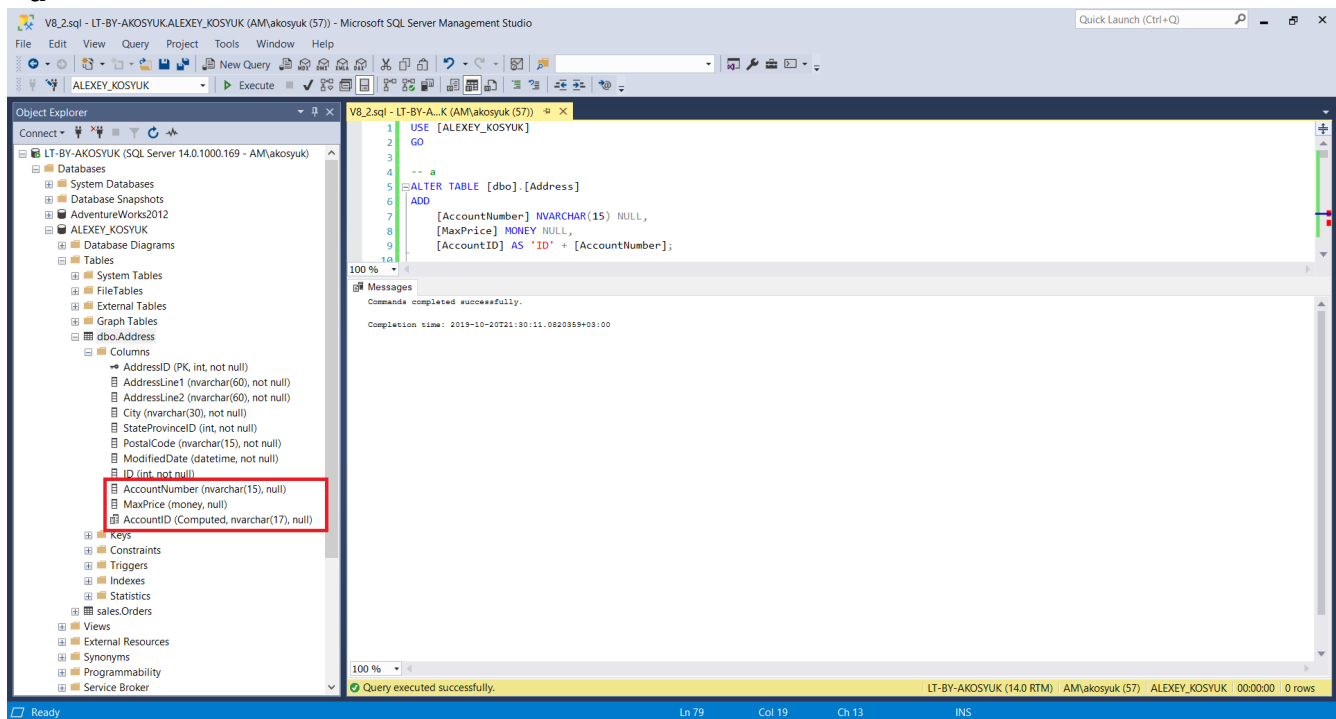 V8_2.sql - LT-BY-AKOSYUK.ALEXEY_KOSYUK (AM\akosyuk (57)) - Microsoft SQL Server Management Studio
Quick Launch (Ctrl+Q)
File Edit View Query Project Tools Window Help
New Query
ALEXEY_KOSYUK Execute
Object Explorer
Connect
LT-BY-AKOSYUK (SQL Server 14.0.1000.169 - AM\akosyuk)
Databases
System Databases
Database Snapshots
AdventureWorks2012
ALEXEY_KOSYUK
Database Diagrams
Tables
System Tables
FileTables
External Tables
Graph Tables
dbo.Address
Columns
AddressID (PK, int, not null)
AddressLine1 (nvarchar(60), not null)
AddressLine2 (nvarchar(60), not null)
City (nvarchar(30), not null)
StateProvinceID (int, not null)
PostalCode (nvarchar(15), not null)
ModifiedDate (datetime, not null)
ID (int, not null)
AccountNumber (nvarchar(15), null)
MaxPrice (money, null)
AccountID (Computed, nvarchar(17), null)
Keys
Constraints
Triggers
Indexes
Statistics
sales.Orders
Views
External Resources
Synonyms
Programmability
Service Broker
V8_2.sql - LT-BY-A...K (AM\akosyuk (57))
1 USE [ALEXEY_KOSYUK]
2 GO
3
4 -- a
5 ALTER TABLE [dbo].[Address]
6 ADD
7 [AccountNumber] NVARCHAR(15) NULL,
8 [MaxPrice] MONEY NULL,
9 [AccountID] AS 'ID' + [AccountNumber];
10
100 %
Messages
Commands completed successfully.
Completion time: 2019-10-20T21:30:11.0820359+03:00
100 %
Query executed successfully.
LT-BY-AKOSYUK (14.0 RTM) AM\akosyuk (57) ALEXEY_KOSYUK 00:00:00 0 rows
Ready Ln 79 Col 19 Ch 13 INS